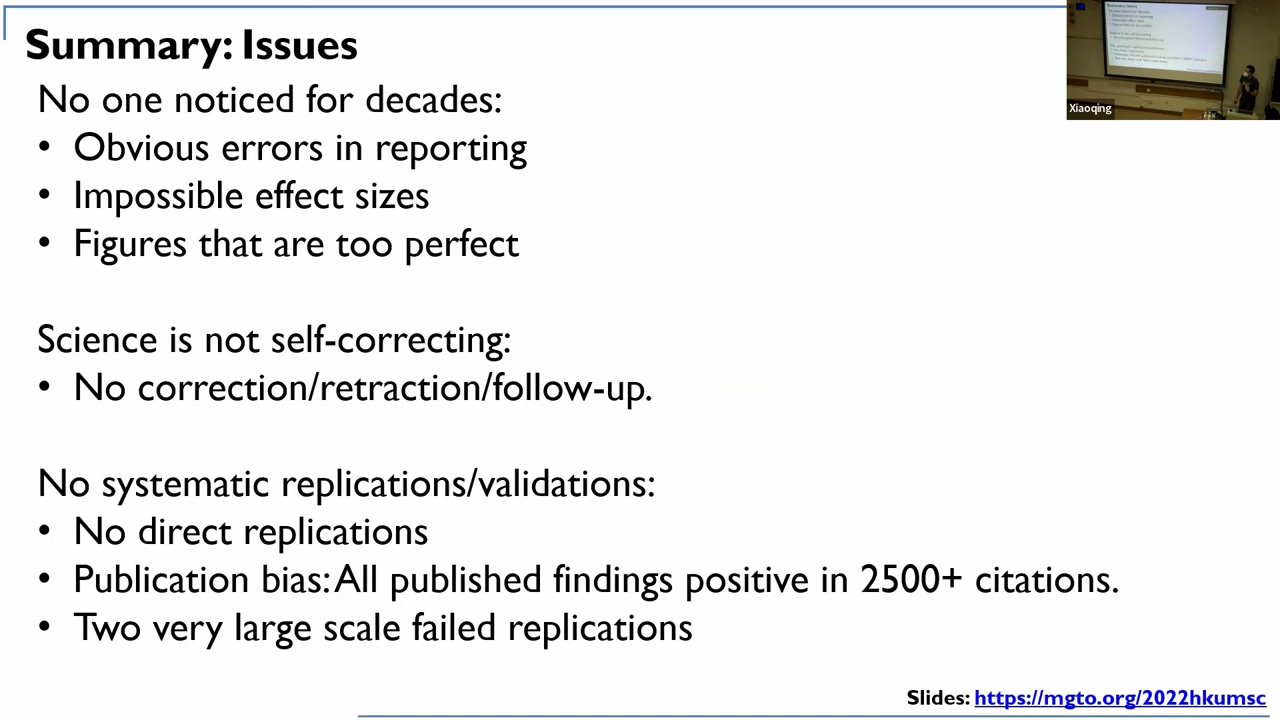 Summary: Issues
No one noticed for decades:
• Obvious errors in reporting
• Impossible effect sizes
• Figures that are too perfect
Science is not self-correcting:
• No correction/retraction/follow-up.
No systematic replications/validations:
• No direct replications
• Publication bias: All published findings positive in 2500+ citations.
• Two very large scale failed replications
Slides: https://mgto.org/2022hkumsc
Xiaoqing